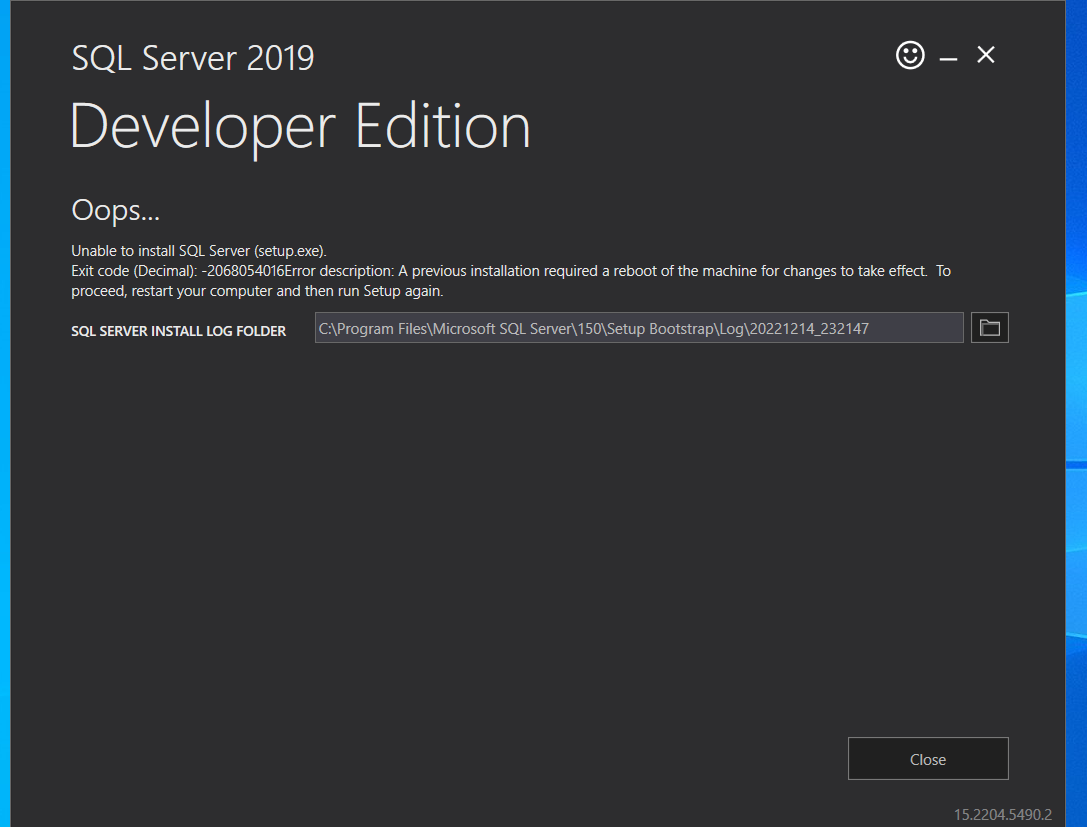 SQL Server 2019
Developer Edition
Oops...
Unable to install SQL Server (setup.exe).
Exit code (Decimal): -2068054016Error description: A previous installation required a reboot of the machine for changes to take effect.  To
proceed, restart your computer and then run Setup again.
SQL SERVER INSTALL LOG FOLDER C:\Program Files\Microsoft SQL Server\150\Setup Bootstrap\Log\20221214_232147
Close
15.2204.5490.2